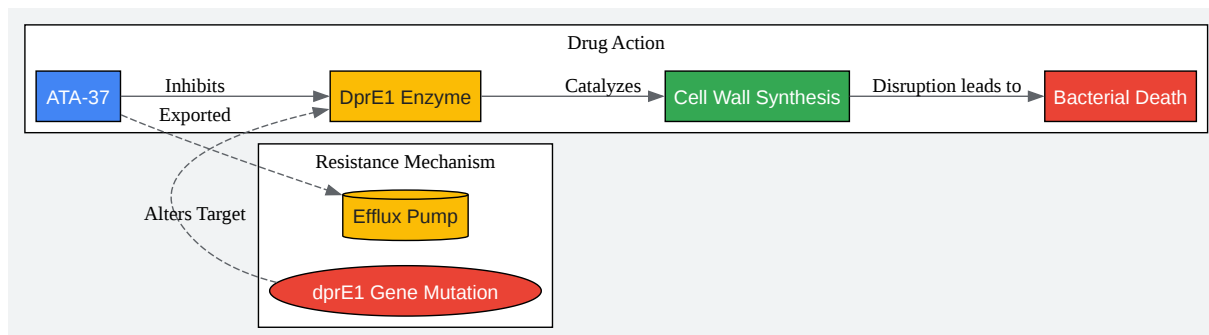 Drug Action
ATA-37
Inhibits
DprE1 Enzyme
Catalyzes
Cell Wall Synthesis
Disruption leads to
Bacterial Death
Exported
Resistance Mechanism
Efflux Pump
Alters Target
dprE1 Gene Mutation